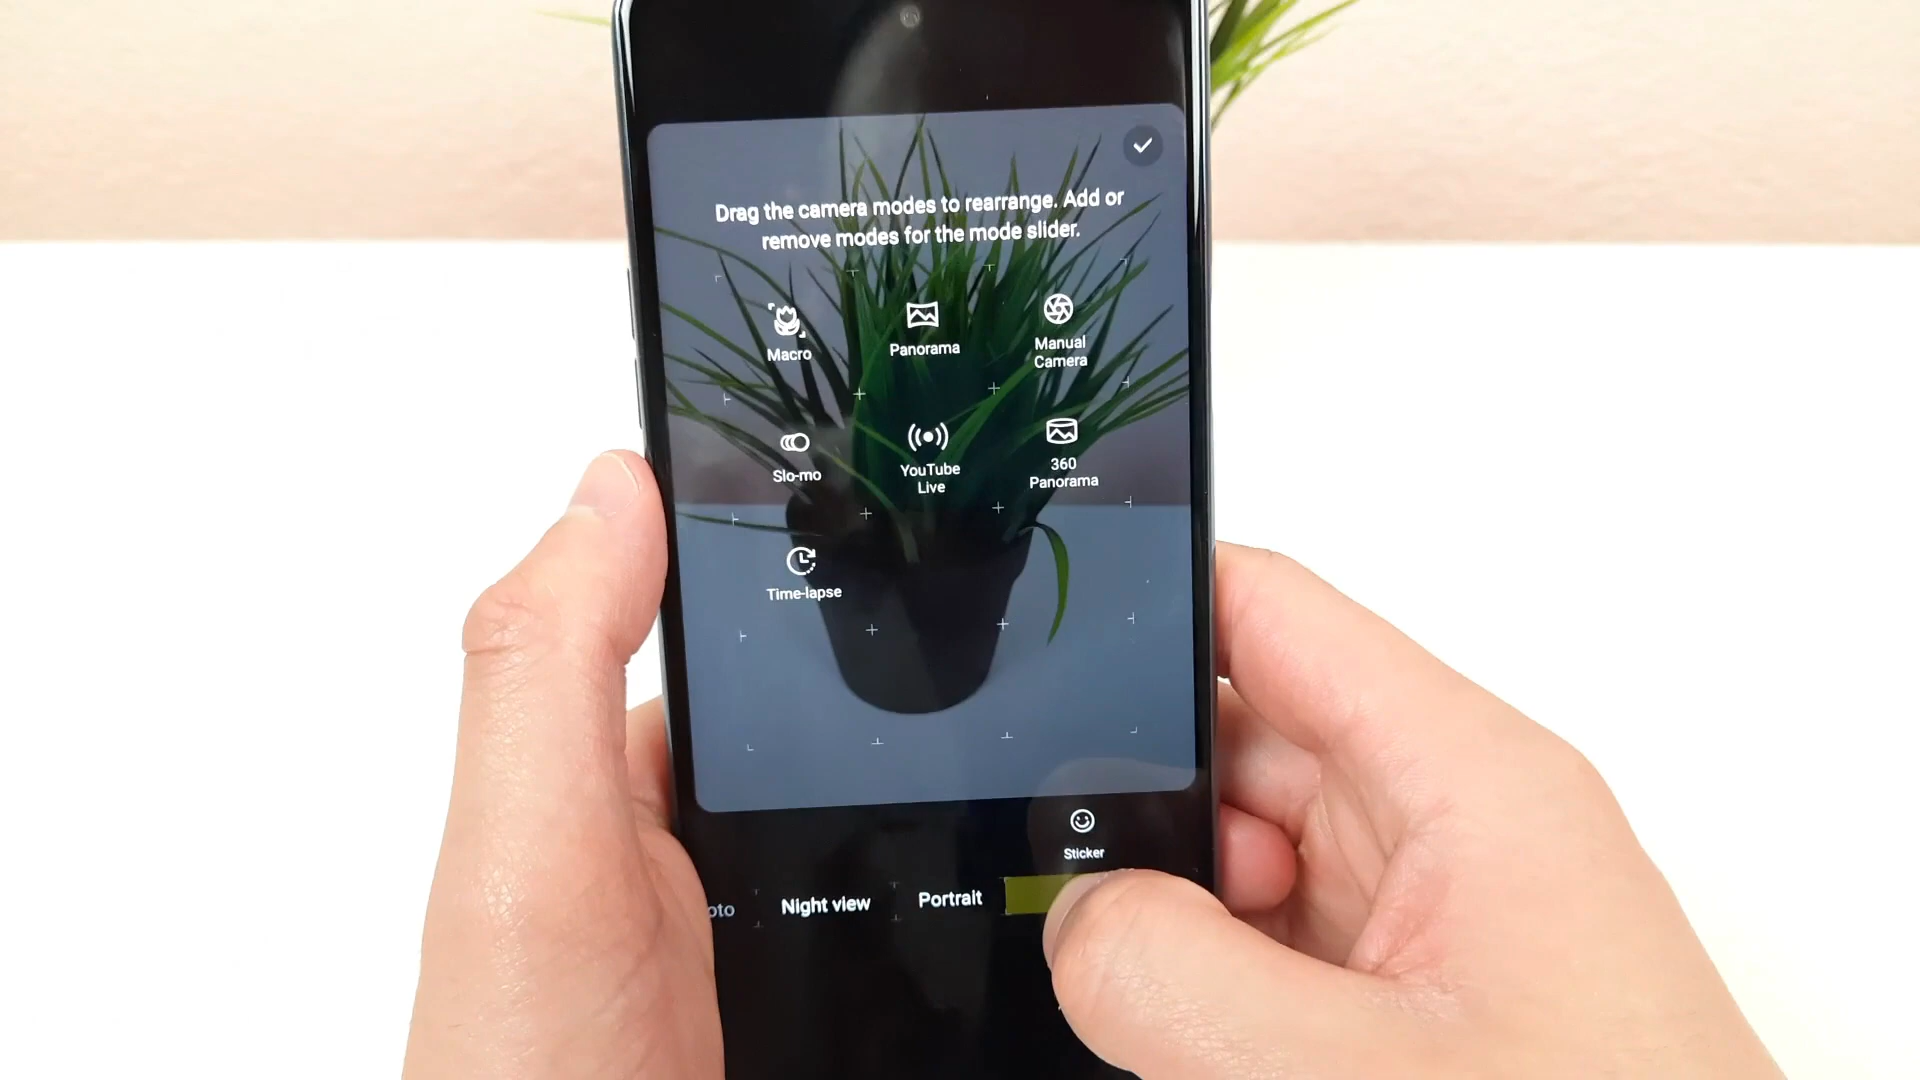 Drag the camera modes to rearrange. Add or
remove modes for the mode slider.
Macro
Panorama
Manual
Camera
Slo-mo
YouTube
Live
360
Panorama
Time-lapse
Sticker
oto
Night view
Portrait